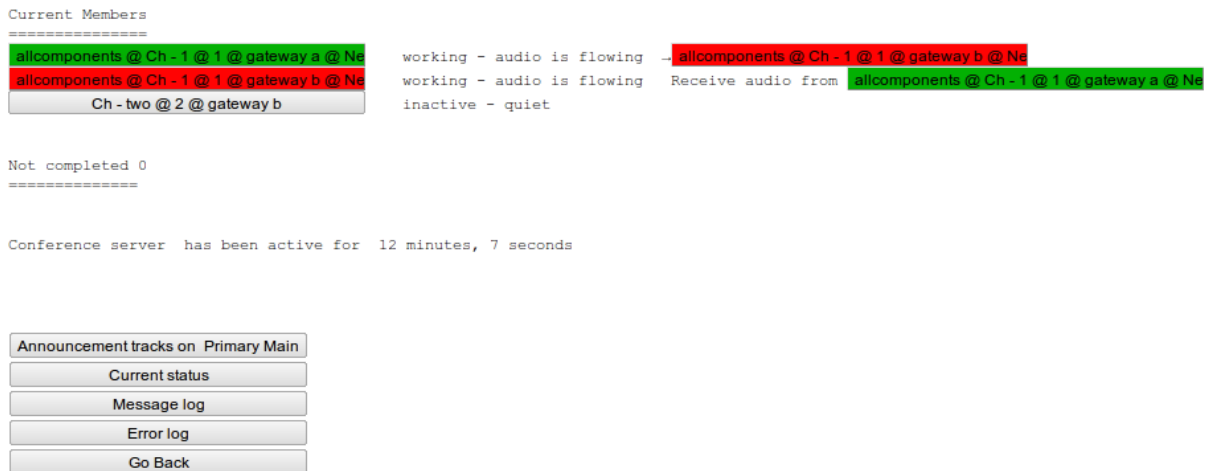 Current Members
===============
allcomponents @ Ch - 1 @ 1 @ gateway a @ Ne working - audio is flowing →allcomponents @ Ch - 1 @ 1 @ gateway b @ Ne
allcomponents @ Ch - 1 @ 1 @ gateway b @ Ne working - audio is flowing Receive audio from allcomponents @ Ch - 1 @ 1 @ gateway a @ Ne
Ch - two @ 2 @ gateway b inactive - quiet
Not completed 0
==============
Conference server has been active for 12 minutes, 7 seconds
Announcement tracks on Primary Main
Current status
Message log
Error log
Go Back